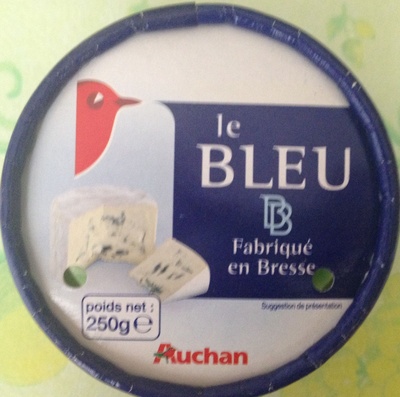 le
BLEU
B
Fabriqué
en Bresse
poids net :
250g e
Auchan
Suggestion de présentation